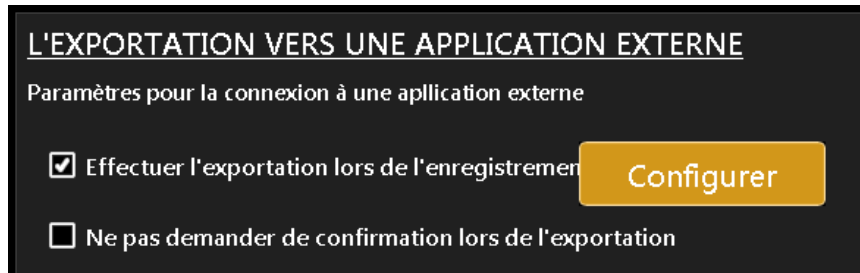 L'EXPORTATION VERS UNE APPLICATION EXTERNE
Paramètres pour la connexion à une apllication externe
Effectuer l'exportation lors de l'enregistremen
Configurer
Ne pas demander de confirmation lors de l'exportation